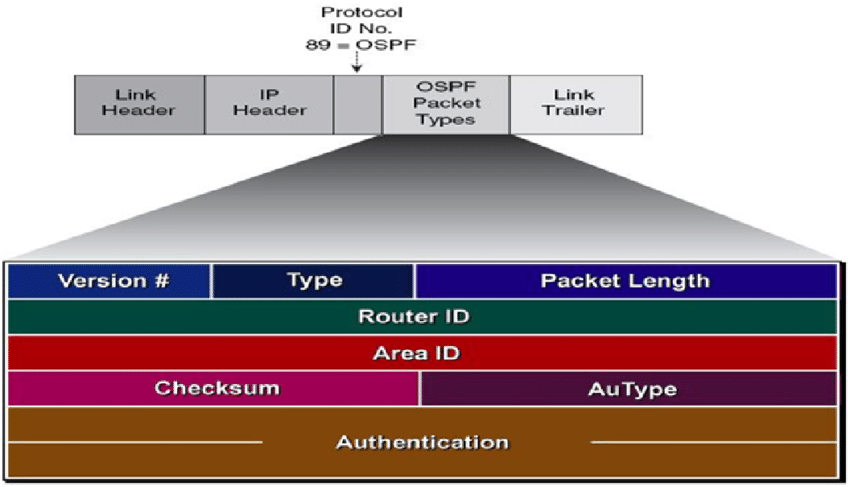 Protocol
ID No.
89 = OSPF
Link
Header
IP
Header
OSPF
Packet
Types
Link
Trailer
Version #
Type
Packet Length
Router ID
Area ID
Checksum
AuType
Authentication